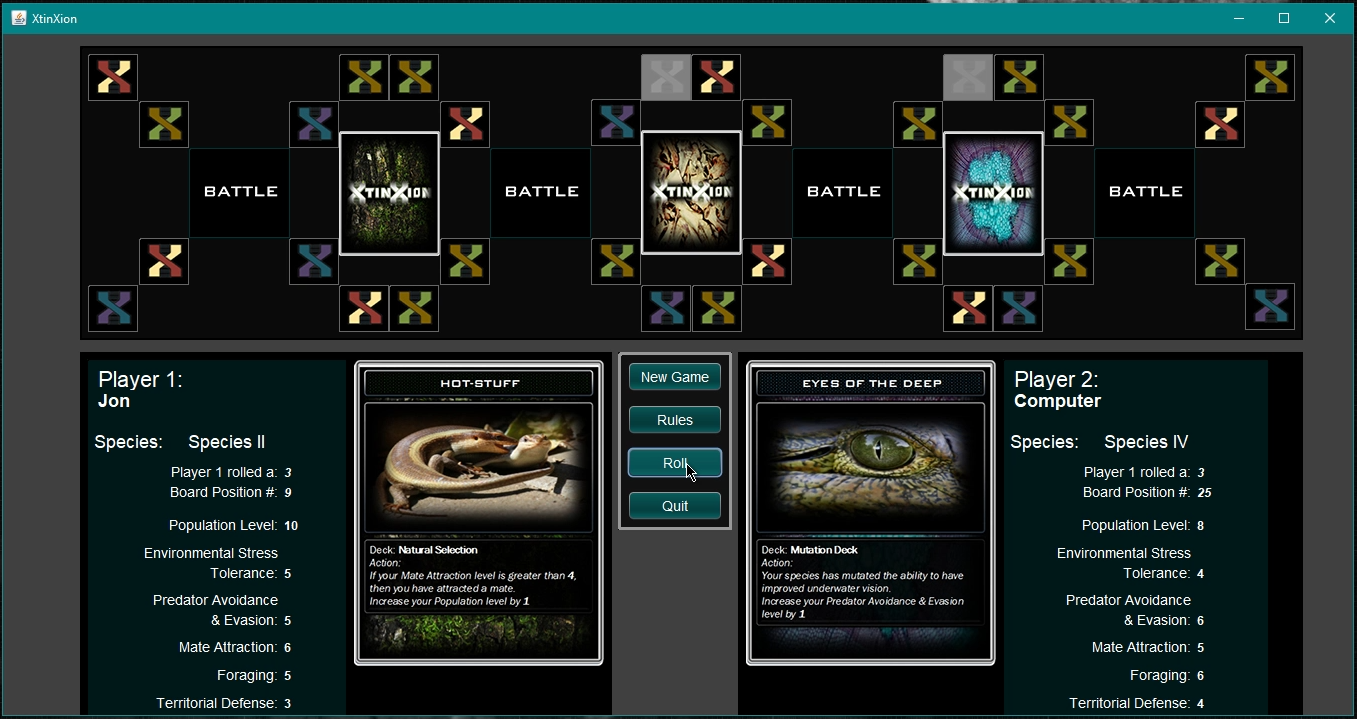 XtinXion
BATTLE
XTINXION
BATTLE
XTINXION
BATTLE
XTINXION
BATTLE
Player 1:
Jon
Species: Species II
Player 1 rolled a: 3
Board Position #: 9
Population Level: 10
Environmental Stress
Tolerance: 5
Predator Avoidance
& Evasion: 5
Mate Attraction: 6
Foraging: 5
Territorial Defense: 3
HOT-STUFF
Deck: Natural Selection
Action:
If your Mate Attraction level is greater than 4,
then you have attracted a mate.
Increase your Population level by 1
New Game
Rules
Roll
Quit
EYES OF THE DEEP
Deck: Mutation Deck
Action:
Your species has mutated the ability to have
improved underwater vision.
Increase your Predator Avoidance & Evasion
level by 1
Player 2:
Computer
Species: Species IV
Player 1 rolled a: 3
Board Position #: 25
Population Level: 8
Environmental Stress
Tolerance: 4
Predator Avoidance
& Evasion: 6
Mate Attraction: 5
Foraging: 6
Territorial Defense: 4